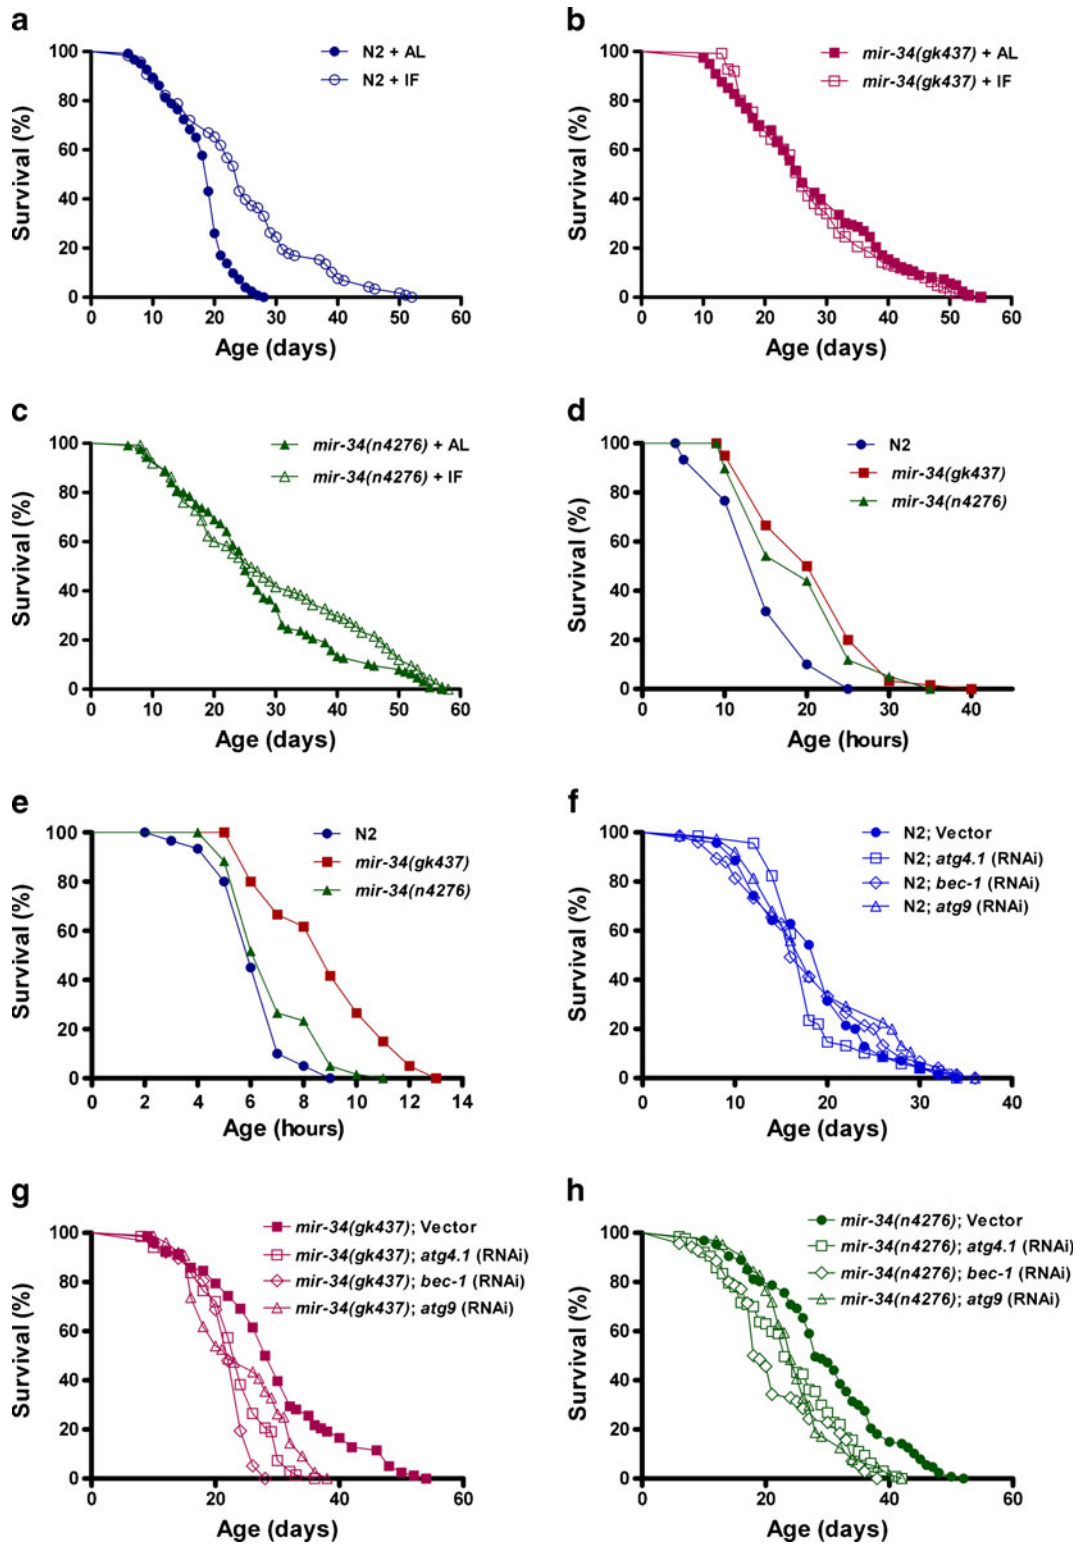 a
N2 + AL
N2 + IF
Survival (%)
100
80
60
40
20
0
0 10 20 30 40 50 60
Age (days)
b
mir-34(gk437) + AL
mir-34(gk437) + IF
Survival (%)
100
80
60
40
20
0
0 10 20 30 40 50 60
Age (days)
c
mir-34(n4276) + AL
mir-34(n4276) + IF
Survival (%)
100
80
60
40
20
0
0 10 20 30 40 50 60
Age (days)
d
N2
mir-34(gk437)
mir-34(n4276)
Survival (%)
100
80
60
40
20
0
0 10 20 30 40
Age (hours)
e
N2
mir-34(gk437)
mir-34(n4276)
Survival (%)
100
80
60
40
20
0
0 2 4 6 8 10 12 14
Age (hours)
f
N2; Vector
N2; atg4.1 (RNAi)
N2; bec-1 (RNAi)
N2; atg9 (RNAi)
Survival (%)
100
80
60
40
20
0
0 10 20 30 40
Age (days)
g
mir-34(gk437); Vector
mir-34(gk437); atg4.1 (RNAi)
mir-34(gk437); bec-1 (RNAi)
mir-34(gk437); atg9 (RNAi)
Survival (%)
100
80
60
40
20
0
0 20 40 60
Age (days)
h
mir-34(n4276); Vector
mir-34(n4276); atg4.1 (RNAi)
mir-34(n4276); bec-1 (RNAi)
mir-34(n4276); atg9 (RNAi)
Survival (%)
100
80
60
40
20
0
0 20 40 60
Age (days)